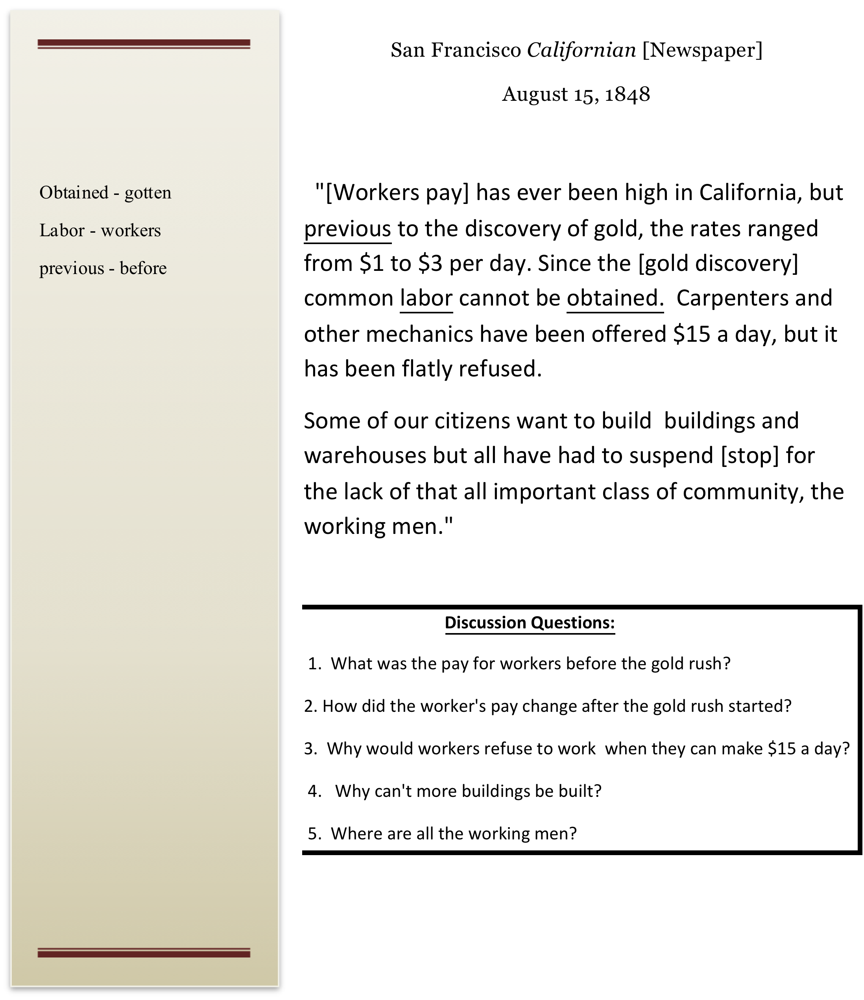 Obtained - gotten
Labor - workers
previous - before
San Francisco Californian [Newspaper]
August 15, 1848
"[Workers pay] has ever been high in California, but
previous to the discovery of gold, the rates ranged
from $1 to $3 per day. Since the [gold discovery]
common labor cannot be obtained.  Carpenters and
other mechanics have been offered $15 a day, but it
has been flatly refused.
Some of our citizens want to build  buildings and
warehouses but all have had to suspend [stop] for
the lack of that all important class of community, the
working men."
Discussion Questions:
1.  What was the pay for workers before the gold rush?
2. How did the worker's pay change after the gold rush started?
3.  Why would workers refuse to work  when they can make $15 a day?
4.   Why can't more buildings be built?
5.  Where are all the working men?